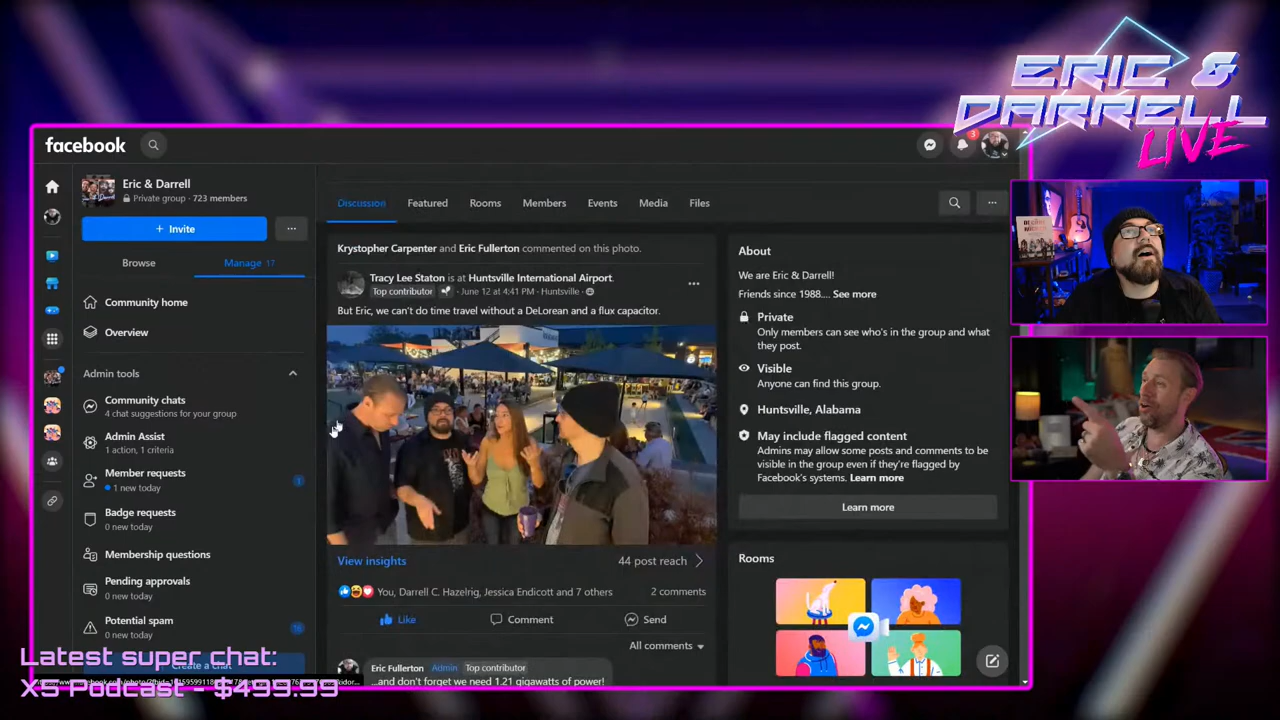 ERIC &
DARRELL
LIVE
facebook
3
Eric & Darrell
Private group · 723 members
+ Invite
...
Browse
Manage 17
Community home
Overview
Admin tools
Community chats
4 chat suggestions for your group
Admin Assist
1 action, 1 criteria
Member requests
1 new today
1
Badge requests
0 new today
Membership questions
Pending approvals
0 new today
Potential spam
0 new today
16
Create a chat
Discussion
Featured
Rooms
Members
Events
Media
Files
...
Krystopher Carpenter and Eric Fullerton commented on this photo.
Tracy Lee Staton is at Huntsville International Airport.
Top contributor · June 12 at 4:41 PM · Huntsville ·
...
But Eric, we can't do time travel without a DeLorean and a flux capacitor.
View insights
44 post reach
You, Darrell C. Hazelrig, Jessica Endicott and 7 others
2 comments
Like
Comment
Send
All comments
Eric Fullerton Admin Top contributor
...and don't forget we need 1.21 gigawatts of power!
About
We are Eric & Darrell!
Friends since 1988.... See more
Private
Only members can see who's in the group and what
they post.
Visible
Anyone can find this group.
Huntsville, Alabama
May include flagged content
Admins may allow some posts and comments to be
visible in the group even if they're flagged by
Facebook's systems. Learn more
Learn more
Rooms
Latest super chat:
XS Podcast - $499.99